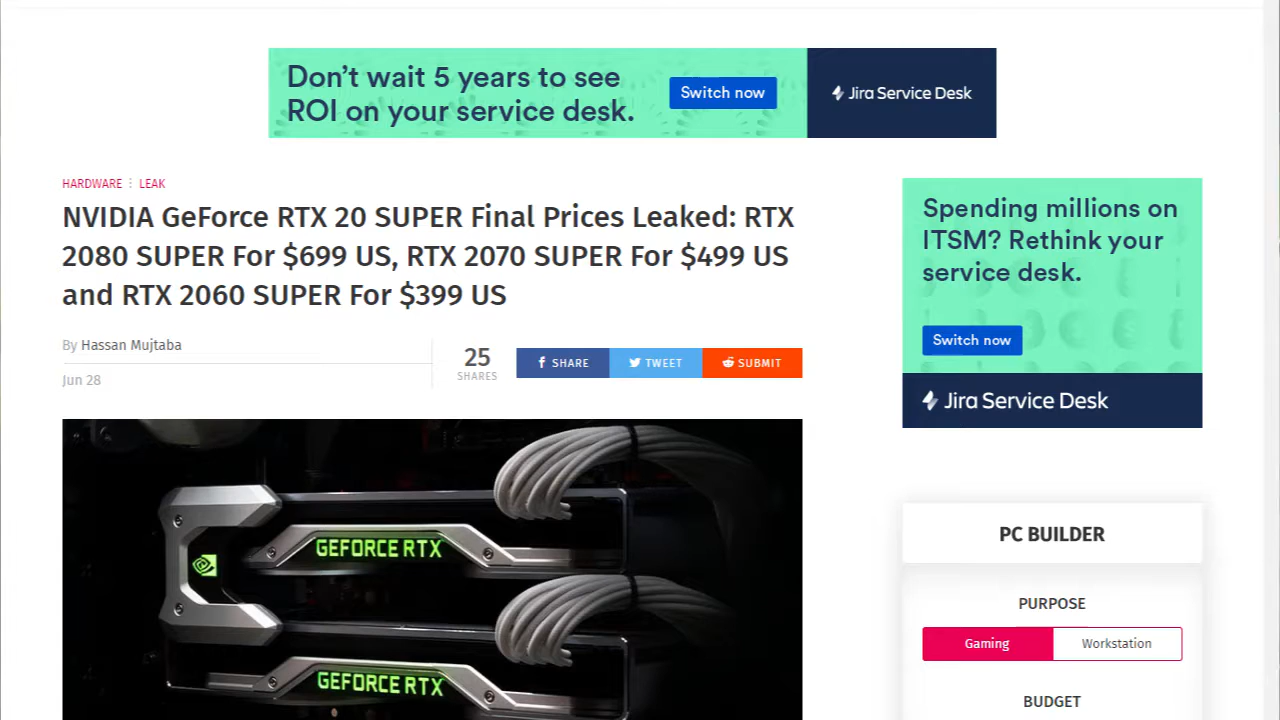 Don’t wait 5 years to see
ROI on your service desk.
Switch now
Jira Service Desk
HARDWARE ⋮ LEAK
NVIDIA GeForce RTX 20 SUPER Final Prices Leaked: RTX
2080 SUPER For $699 US, RTX 2070 SUPER For $499 US
and RTX 2060 SUPER For $399 US
By Hassan Mujtaba
Jun 28
25
SHARES
SHARE
TWEET
SUBMIT
GEFORCE RTX
GEFORCE RTX
Spending millions on
ITSM? Rethink your
service desk.
Switch now
Jira Service Desk
PC BUILDER
PURPOSE
Gaming
Workstation
BUDGET